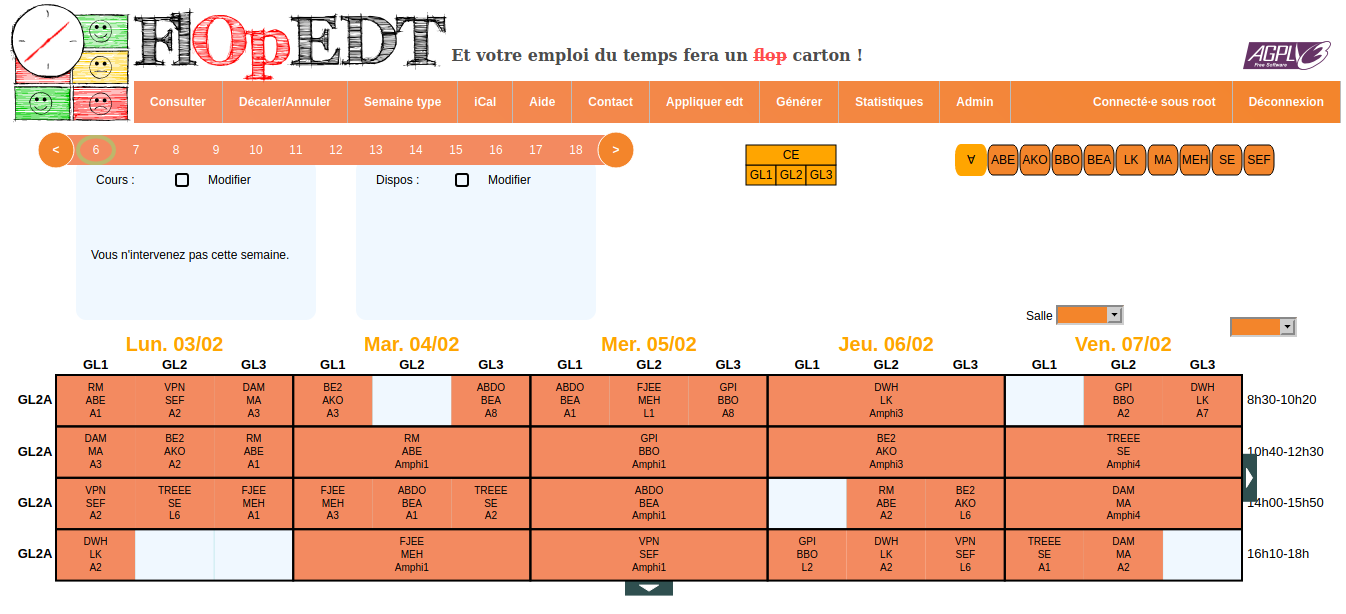 FlOpEDT
Et votre emploi du temps fera un flop carton !
AGPL v3
Free Software
Consulter Décaler/Annuler Semaine type iCal Aide Contact Appliquer edt Générer Statistiques Admin Connecté·e sous root Déconnexion
< 6 7 8 9 10 11 12 13 14 15 16 17 18 >
CE
GL1 GL2 GL3
∀ ABE AKO BBO BEA LK MA MEH SE SEF
Cours : Modifier Dispos : Modifier
Vous n'intervenez pas cette semaine.
Salle
Lun. 03/02 Mar. 04/02 Mer. 05/02 Jeu. 06/02 Ven. 07/02
GL1 GL2 GL3 GL1 GL2 GL3 GL1 GL2 GL3 GL1 GL2 GL3 GL1 GL2 GL3
RM VPN DAM BE2 ABDO ABDO FJEE GPI DWH GPI DWH
GL2A ABE SEF MA AKO BEA BEA MEH BBO LK BBO LK 8h30-10h20
A1 A2 A3 A3 A8 A1 L1 A8 Amphi3 A2 A7
DAM BE2 RM RM GPI BE2 TREEE
GL2A MA AKO ABE ABE BBO AKO SE 10h40-12h30
A3 A2 A1 Amphi1 Amphi1 Amphi3 Amphi4
VPN TREEE FJEE FJEE ABDO TREEE ABDO RM BE2 DAM
GL2A SEF SE MEH MEH BEA SE BEA ABE AKO MA 14h00-15h50
A2 L6 A1 A3 A1 A2 Amphi1 A2 L6 Amphi4
DWH FJEE VPN GPI DWH VPN TREEE DAM
GL2A LK MEH SEF BBO LK SEF SE MA 16h10-18h
A2 Amphi1 Amphi1 L2 A2 L6 A1 A2